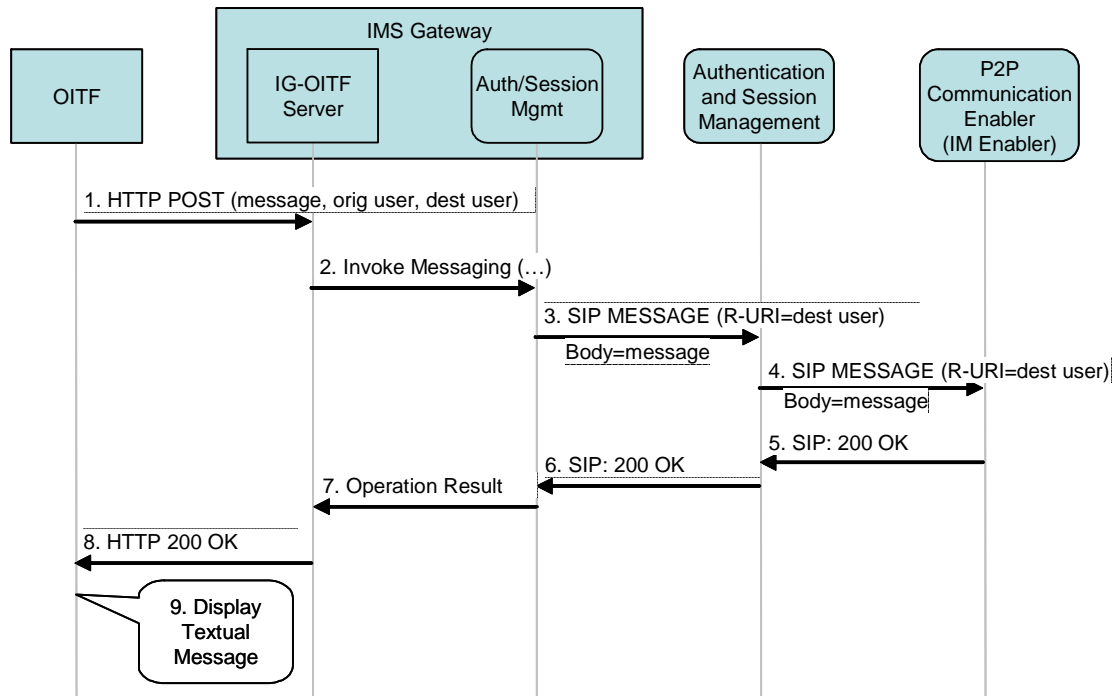 IMS Gateway
OITF
IG-OITF
Server
Auth/Session
Mgmt
Authentication
and Session
Management
P2P
Communication
Enabler
(IM Enabler)
1. HTTP POST (message, orig user, dest user)
2. Invoke Messaging (…)
3. SIP MESSAGE (R-URI=dest user)
Body=message
4. SIP MESSAGE (R-URI=dest user)
Body=message
5. SIP: 200 OK
6. SIP: 200 OK
7. Operation Result
8. HTTP 200 OK
9. Display
Textual
Message